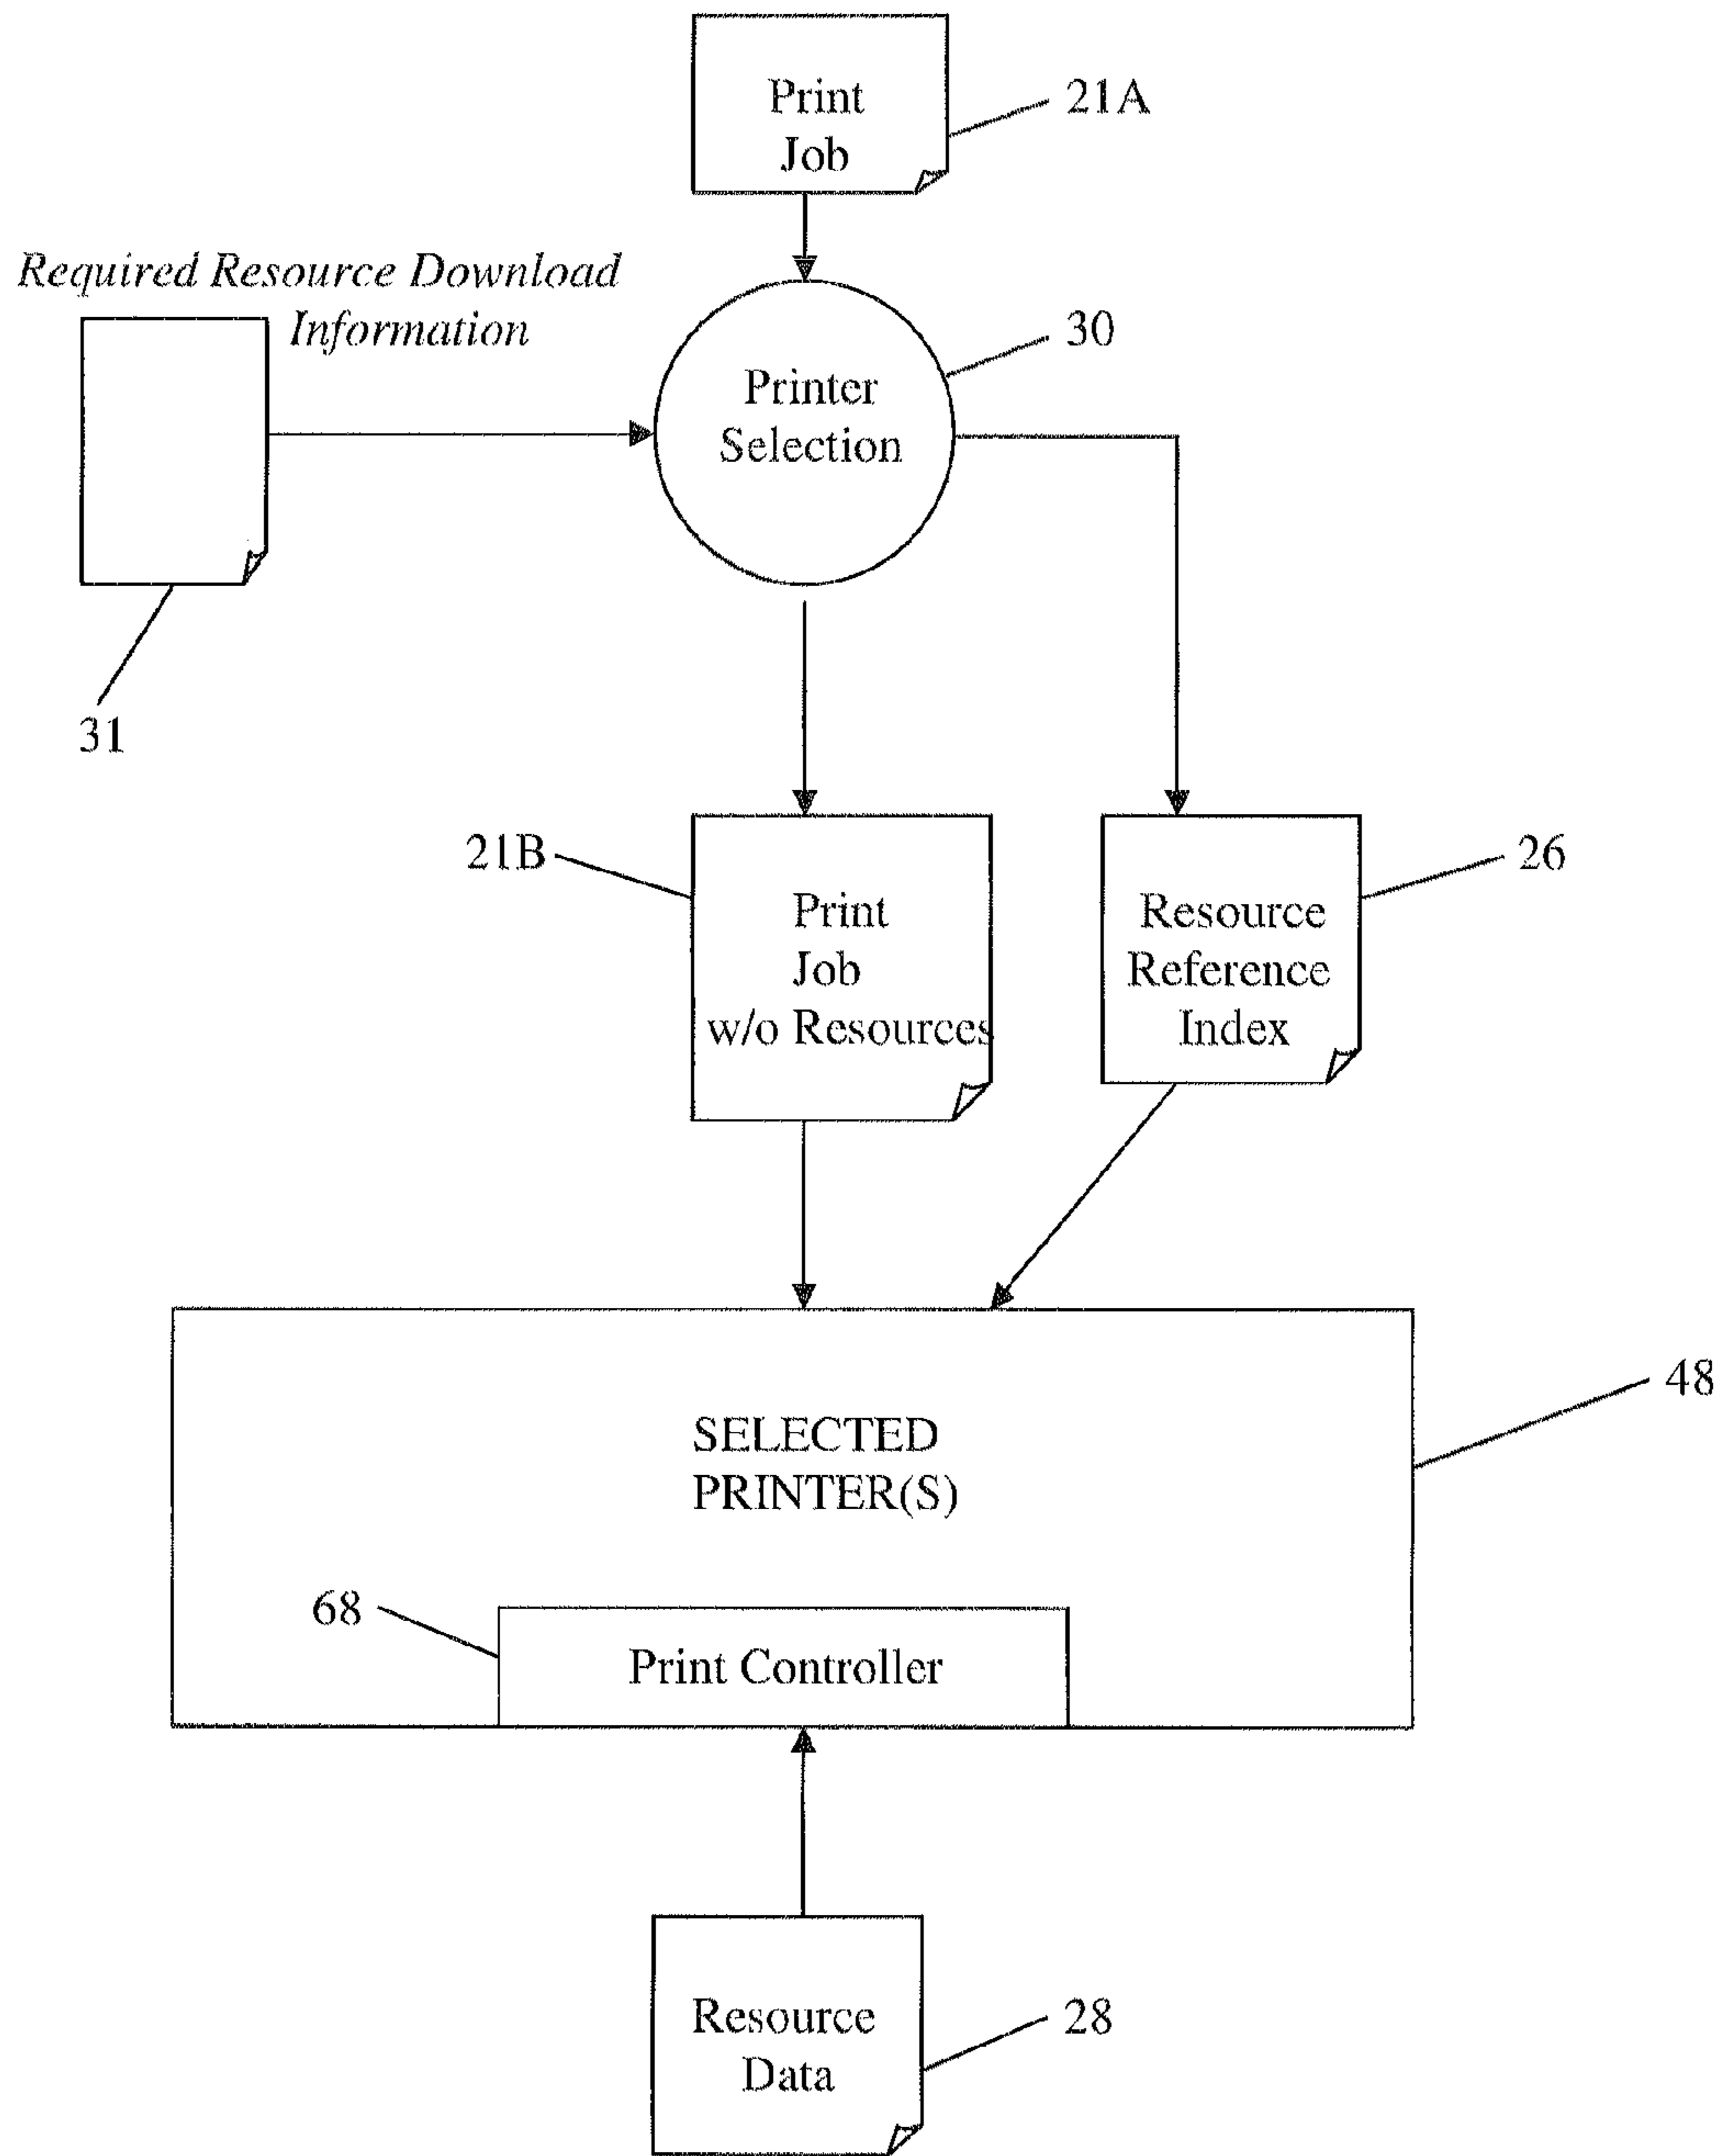 Print
Job
21A
Required Resource Download
Information
30
Printer
Selection
31
21B
Print
Job
w/o Resources
26
Resource
Reference
Index
48
SELECTED
PRINTER(S)
68
Print Controller
Resource
Data
28